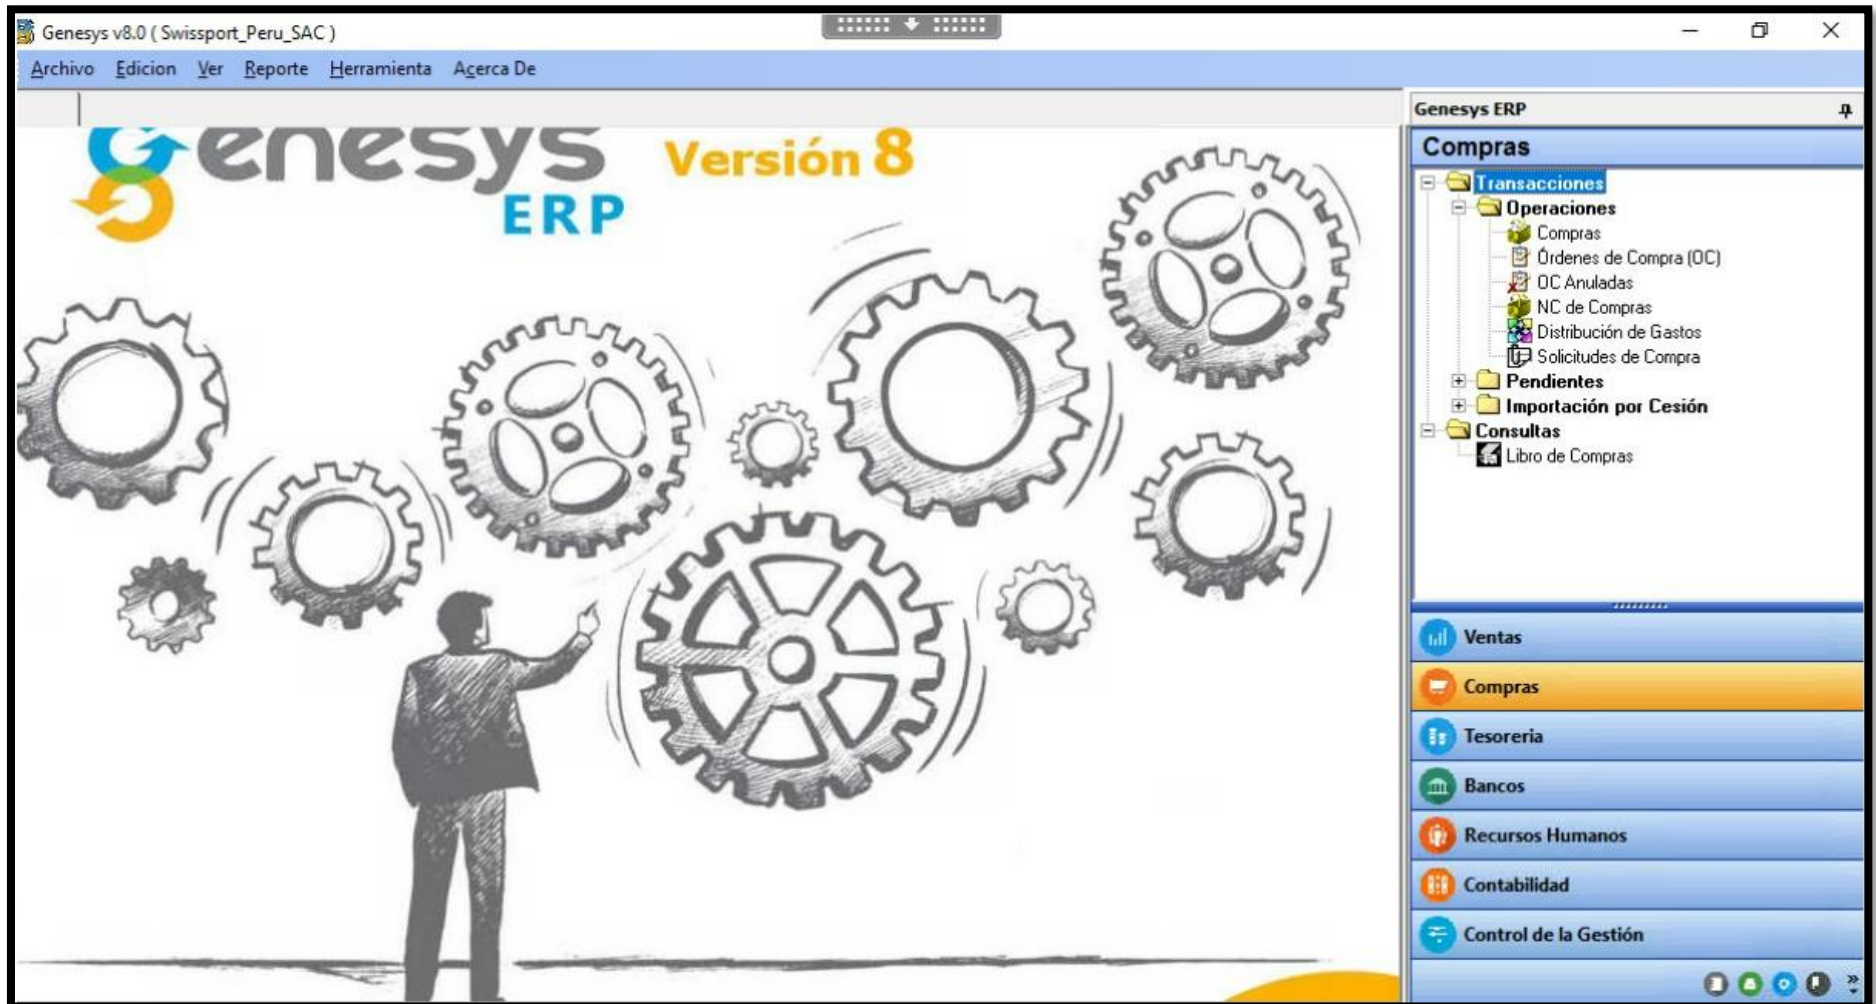 Genesys v8.0 ( Swissport_Peru_SAC )
Archivo Edicion Ver Reporte Herramienta Acerca De
Genesys ERP
Genesys Versión 8
ERP
Compras
Transacciones
Operaciones
Compras
Órdenes de Compra (OC)
OC Anuladas
NC de Compras
Distribución de Gastos
Solicitudes de Compra
Pendientes
Importación por Cesión
Consultas
Libro de Compras
Ventas
Compras
Tesoreria
Bancos
Recursos Humanos
Contabilidad
Control de la Gestión